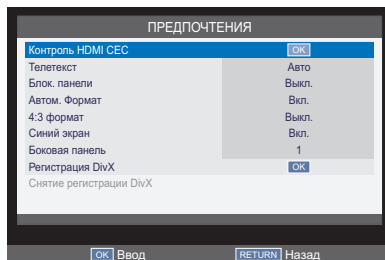 ПРЕДПОЧТЕНИЯ
Контроль HDMI CEC OK
Телетекст Авто
Блок. панели Выкл.
Автом. Формат Вкл.
4:3 формат Выкл.
Синий экран Вкл.
Боковая панель 1
Регистрация DivX OK
Снятие регистрации DivX
OK Ввод RETURN Назад